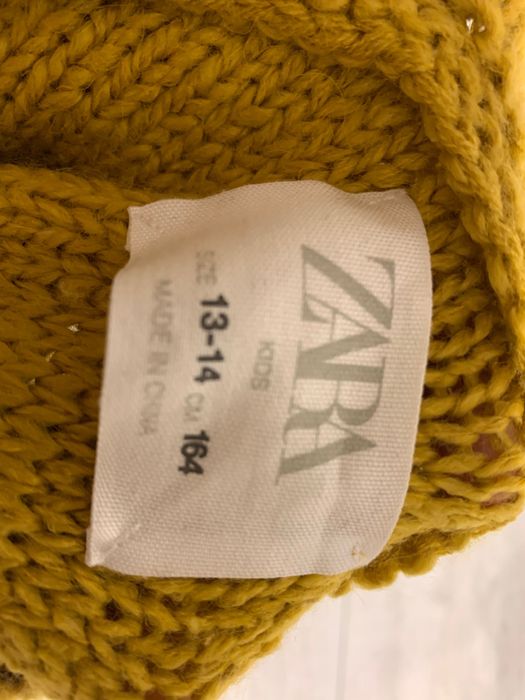 ZARA
KIDS
SIZE 13-14 CM 164
MADE IN CHINA